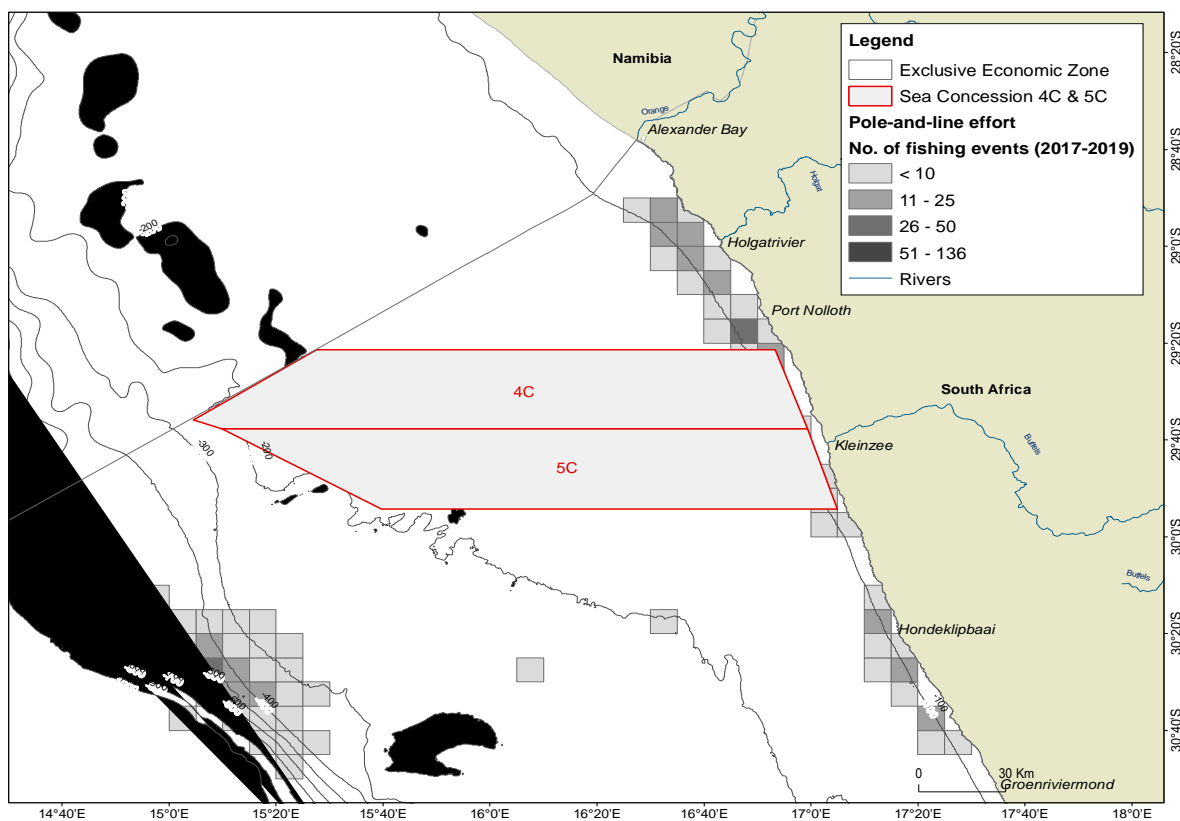 Legend
Exclusive Economic Zone
Sea Concession 4C & 5C
Pole-and-line effort
No. of fishing events (2017-2019)
< 10
11 - 25
26 - 50
51 - 136
Rivers
Namibia
Orange
Alexander Bay
Holgat
Holgatrivier
Port Nolloth
South Africa
Kleinzee
Buffels
Buffels
Hondeklipbaai
Groenriviermond
4C
5C
-200
-300
-200
-400
-100
0 30 Km
28°20'S
28°40'S
29°0'S
29°20'S
29°40'S
30°0'S
30°20'S
30°40'S
14°40'E 15°0'E 15°20'E 15°40'E 16°0'E 16°20'E 16°40'E 17°0'E 17°20'E 17°40'E 18°0'E